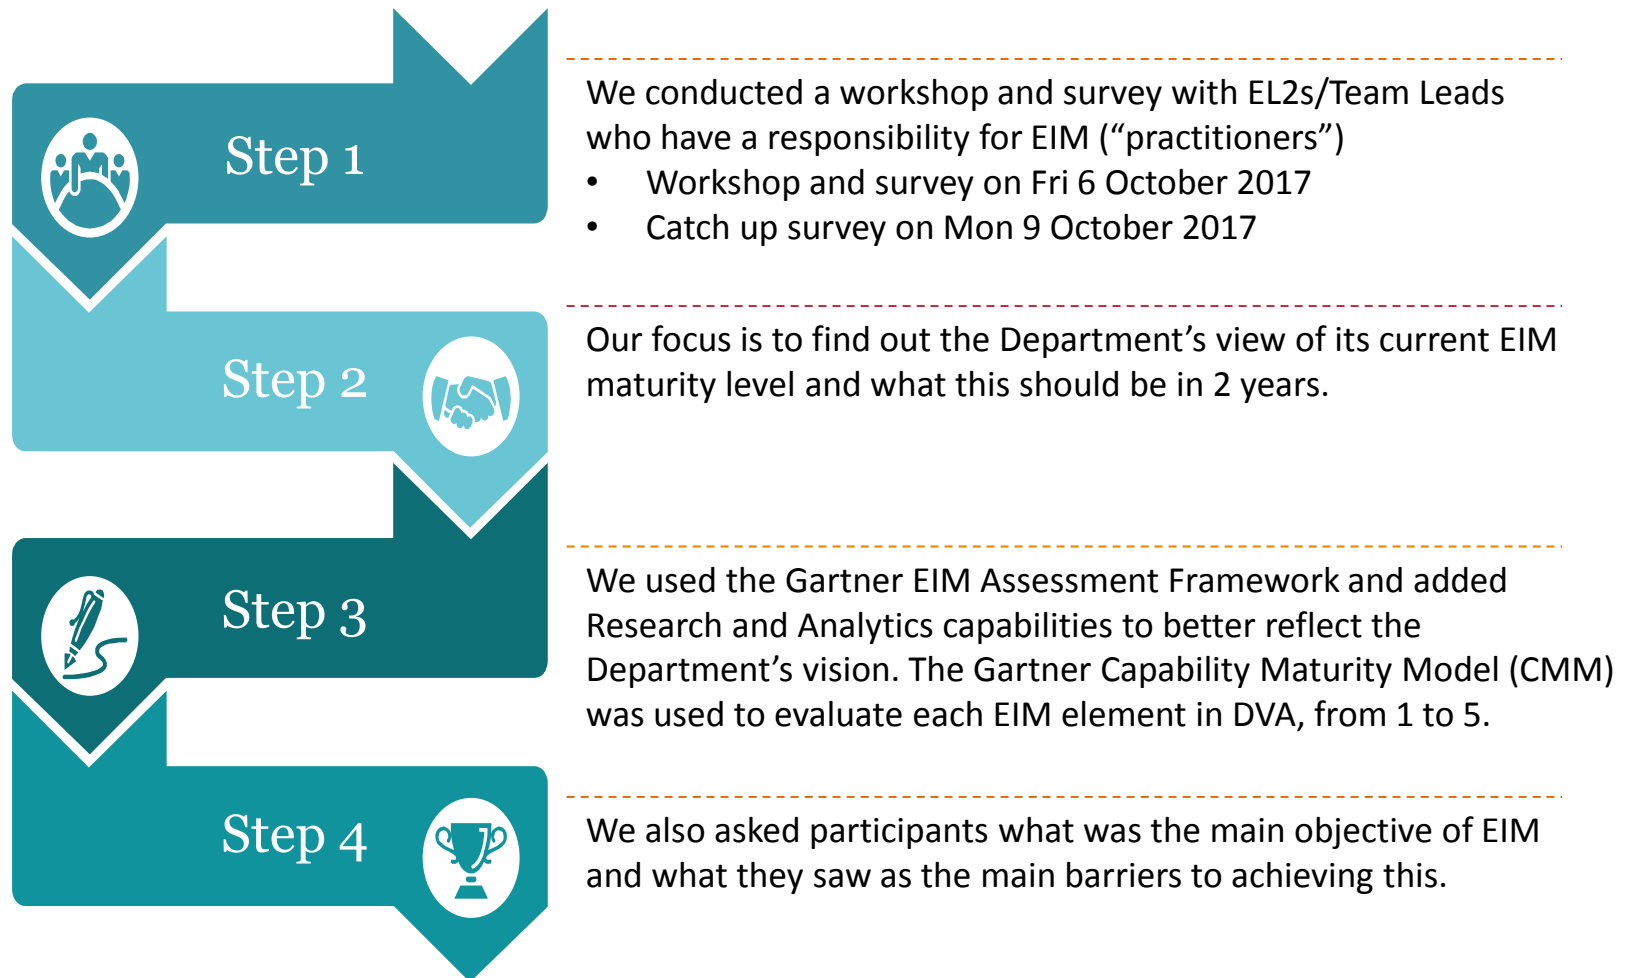 Step 1
We conducted a workshop and survey with EL2s/Team Leads
who have a responsibility for EIM (“practitioners”)
• Workshop and survey on Fri 6 October 2017
• Catch up survey on Mon 9 October 2017
Step 2
Our focus is to find out the Department’s view of its current EIM
maturity level and what this should be in 2 years.
Step 3
We used the Gartner EIM Assessment Framework and added
Research and Analytics capabilities to better reflect the
Department’s vision. The Gartner Capability Maturity Model (CMM)
was used to evaluate each EIM element in DVA, from 1 to 5.
Step 4
We also asked participants what was the main objective of EIM
and what they saw as the main barriers to achieving this.